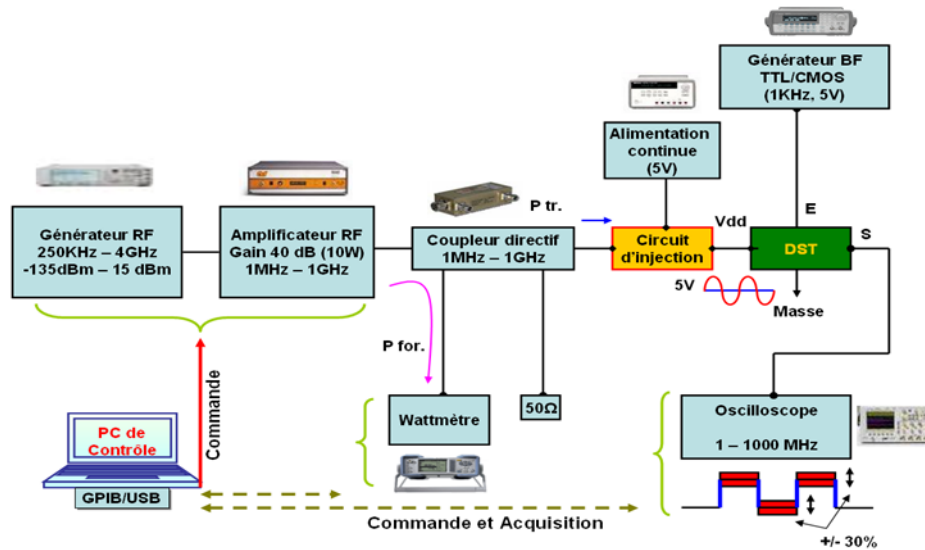 Générateur BF
TTL/CMOS
(1KHz, 5V)
Alimentation
continue
(5V)
Générateur RF
250KHz – 4GHz
-135dBm – 15 dBm
Amplificateur RF
Gain 40 dB (10W)
1MHz – 1GHz
P tr.
Coupleur directif
1MHz – 1GHz
Circuit
d'injection
Vdd
E
DST
S
5V
Masse
P for.
Commande
PC de
Contrôle
GPIB/USB
Wattmètre
50Ω
Oscilloscope
1 – 1000 MHz
Commande et Acquisition
+/- 30%